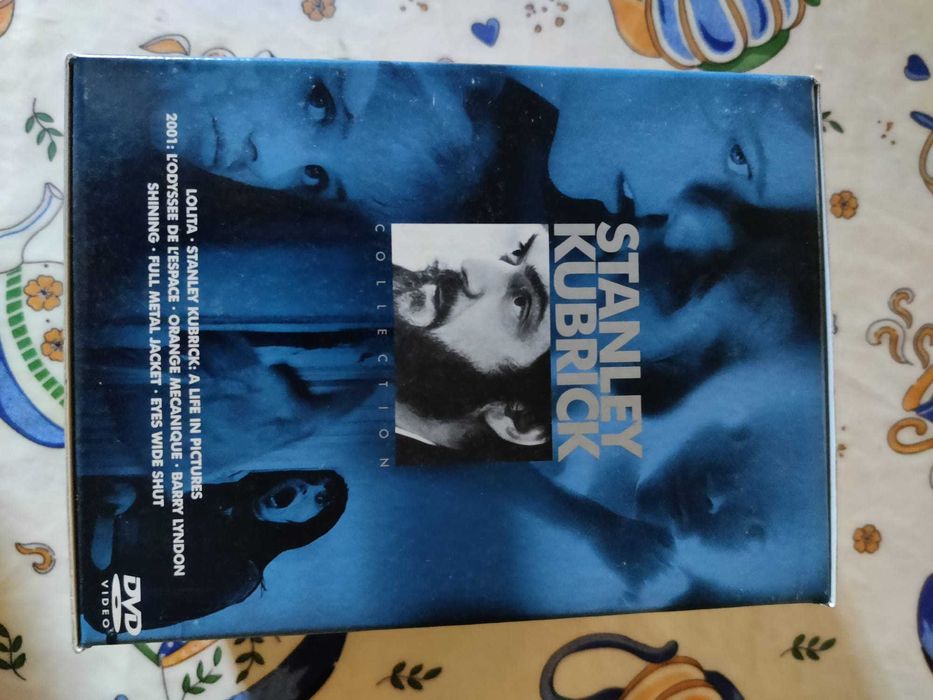 STANLEY
KUBRICK
COLLECTION
LOLITA · STANLEY KUBRICK: A LIFE IN PICTURES
2001: L'ODYSSEE DE L'ESPACE · ORANGE MECANIQUE · BARRY LYNDON
SHINING · FULL METAL JACKET · EYES WIDE SHUT
DVD
VIDEO